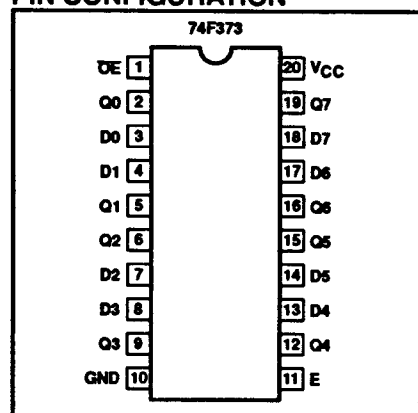 PIN CONFIGURATION
74F373
O̅E̅ 1 20 VCC
Q0 2 19 Q7
D0 3 18 D7
D1 4 17 D6
Q1 5 16 Q6
Q2 6 15 Q5
D2 7 14 D5
D3 8 13 D4
Q3 9 12 Q4
GND 10 11 E